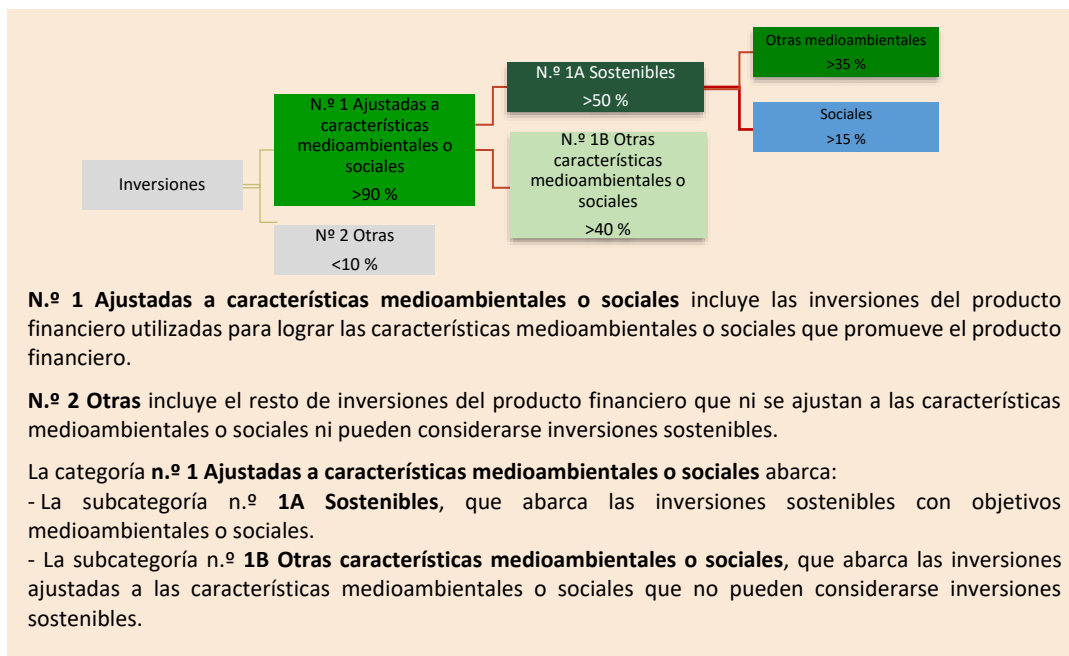 Otras medioambientales
>35 %
N.º 1A Sostenibles
>50 %
Sociales
>15 %
N.º 1 Ajustadas a
características
medioambientales o
sociales
>90 %
N.º 1B Otras
características
medioambientales o
sociales
>40 %
Inversiones
Nº 2 Otras
<10 %
N.º 1 Ajustadas a características medioambientales o sociales incluye las inversiones del producto
financiero utilizadas para lograr las características medioambientales o sociales que promueve el producto
financiero.
N.º 2 Otras incluye el resto de inversiones del producto financiero que ni se ajustan a las características
medioambientales o sociales ni pueden considerarse inversiones sostenibles.
La categoría n.º 1 Ajustadas a características medioambientales o sociales abarca:
- La subcategoría n.º 1A Sostenibles, que abarca las inversiones sostenibles con objetivos
medioambientales o sociales.
- La subcategoría n.º 1B Otras características medioambientales o sociales, que abarca las inversiones
ajustadas a las características medioambientales o sociales que no pueden considerarse inversiones
sostenibles.